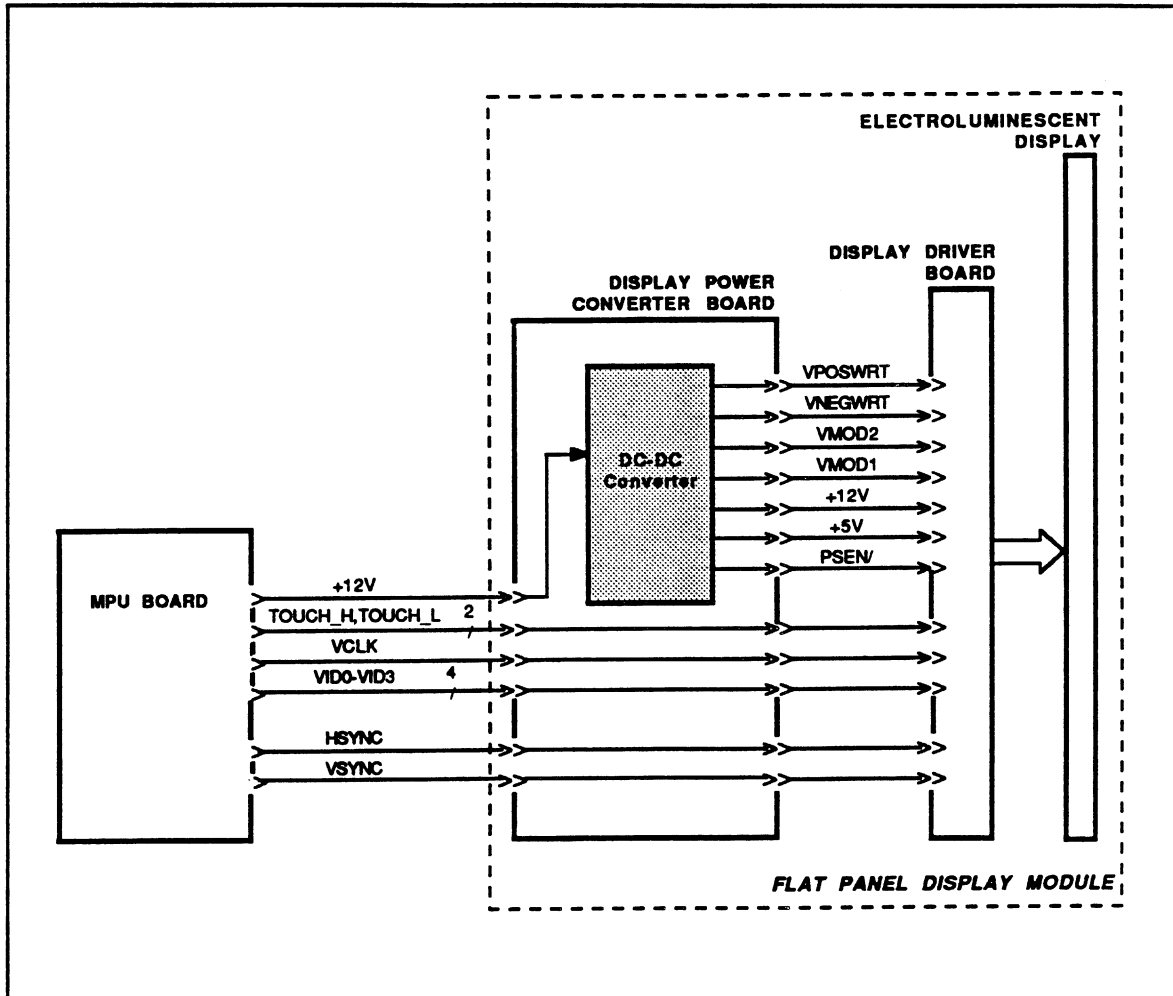 ELECTROLUMINESCENT
DISPLAY
DISPLAY DRIVER
BOARD
DISPLAY POWER
CONVERTER BOARD
VPOSWRT
VNEGWRT
VMOD2
DC-DC
Converter
VMOD1
+12V
+5V
PSEN/
MPU BOARD
+12V
TOUCH_H,TOUCH_L 2
VCLK
VID0-VID3 4
HSYNC
VSYNC
FLAT PANEL DISPLAY MODULE